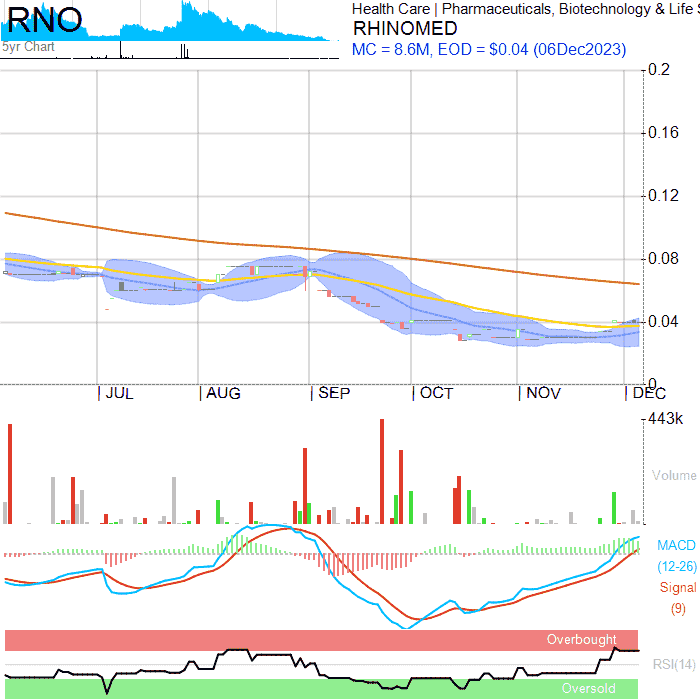 RNO
5yr Chart
Health Care | Pharmaceuticals, Biotechnology & Life S
RHINOMED
MC = 8.6M, EOD = $0.04 (06Dec2023)
0.2
0.16
0.12
0.08
0.04
0
JUL AUG SEP OCT NOV DEC
443k
Volume
MACD
(12-26)
Signal
(9)
Overbought
RSI(14)
Oversold